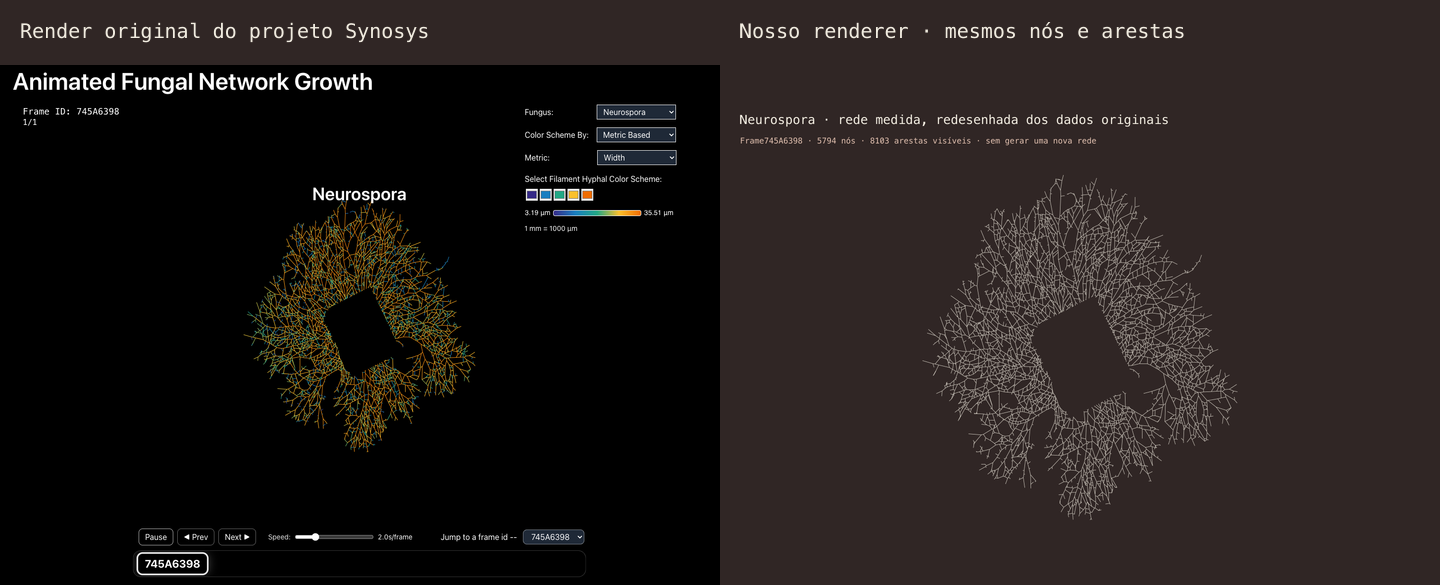 Render original do projeto Synosys
Nosso renderer · mesmos nós e arestas
Animated Fungal Network Growth
Frame ID: 745A6398
1/1
Fungus: Neurospora
Color Scheme By: Metric Based
Metric: Width
Select Filament Hyphal Color Scheme:
3.19 μm 35.51 μm
1 mm = 1000 μm
Neurospora
Pause ◀ Prev Next ▶ Speed: 2.0s/frame Jump to a frame id -- 745A6398
745A6398
Neurospora · rede medida, redesenhada dos dados originais
Frame745A6398 · 5794 nós · 8103 arestas visíveis · sem gerar uma nova rede